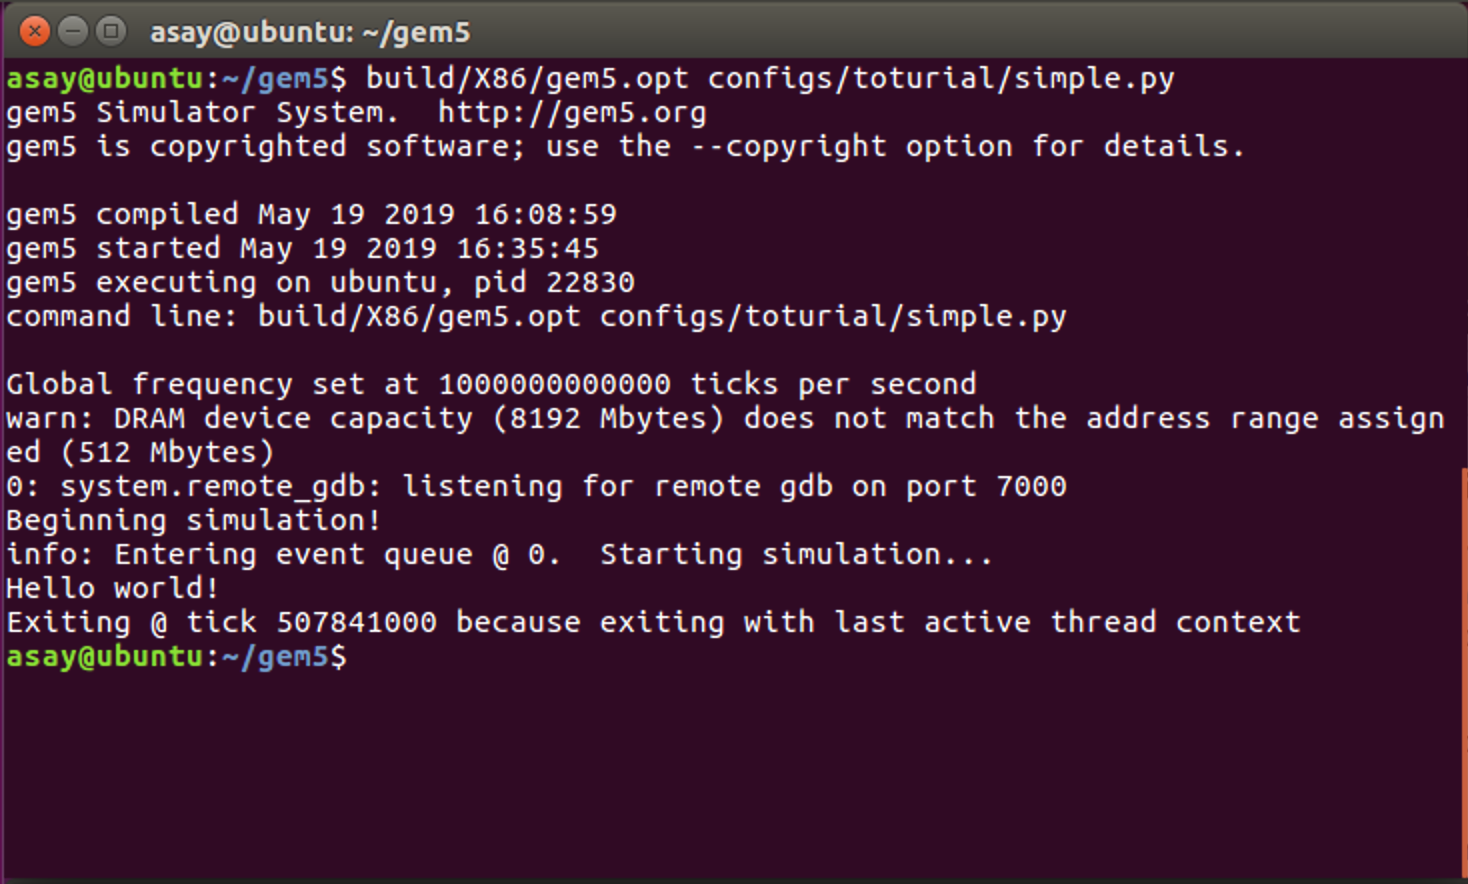 asay@ubuntu: ~/gem5
asay@ubuntu:~/gem5$ build/X86/gem5.opt configs/toturial/simple.py
gem5 Simulator System.  http://gem5.org
gem5 is copyrighted software; use the --copyright option for details.
gem5 compiled May 19 2019 16:08:59
gem5 started May 19 2019 16:35:45
gem5 executing on ubuntu, pid 22830
command line: build/X86/gem5.opt configs/toturial/simple.py
Global frequency set at 1000000000000 ticks per second
warn: DRAM device capacity (8192 Mbytes) does not match the address range assign
ed (512 Mbytes)
0: system.remote_gdb: listening for remote gdb on port 7000
Beginning simulation!
info: Entering event queue @ 0.  Starting simulation...
Hello world!
Exiting @ tick 507841000 because exiting with last active thread context
asay@ubuntu:~/gem5$